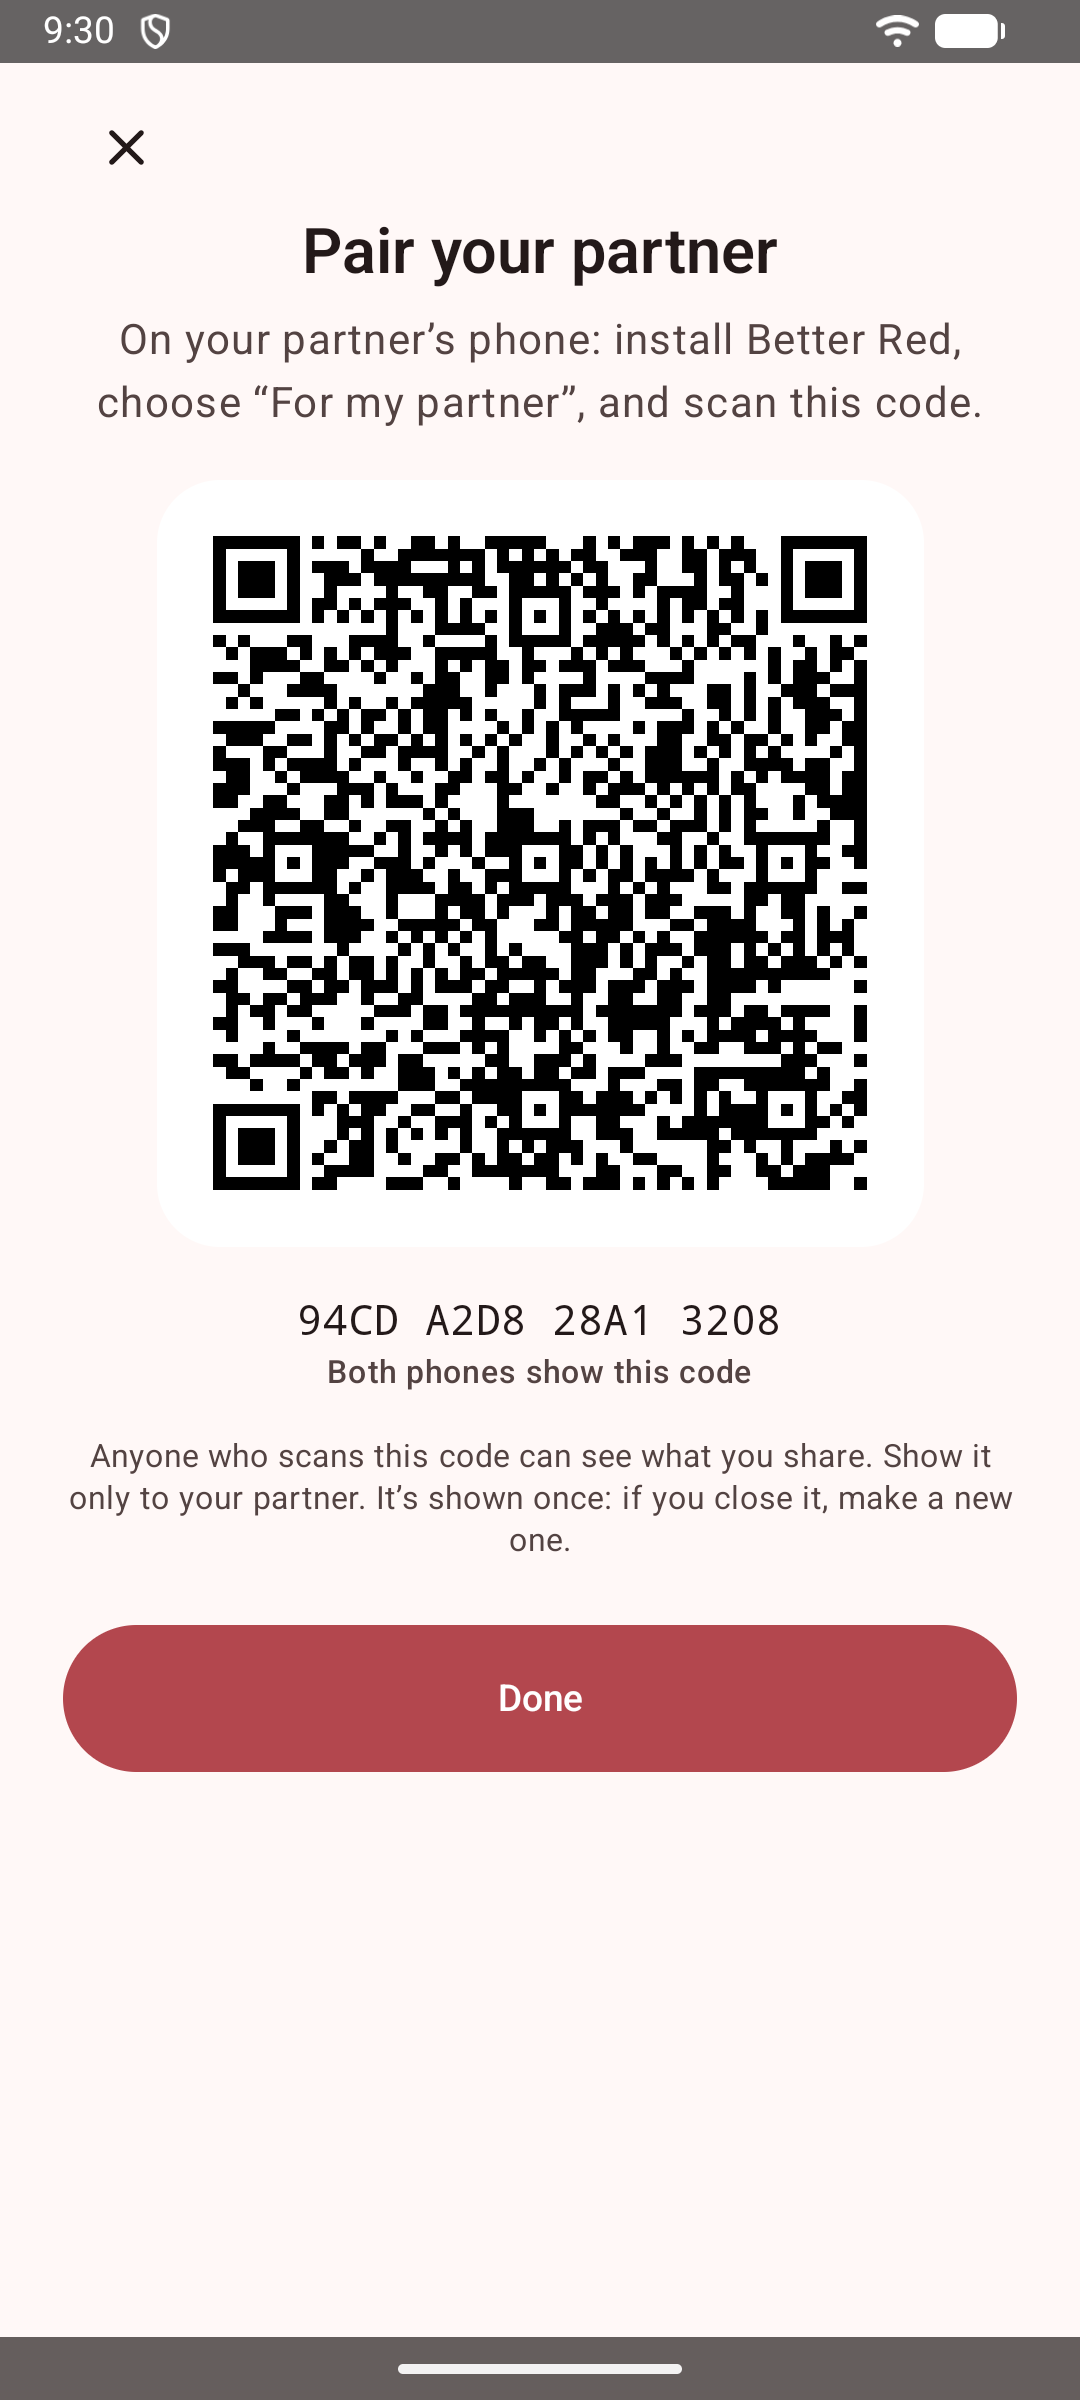 9:30
Pair your partner
On your partner’s phone: install Better Red,
choose “For my partner”, and scan this code.
94CD A2D8 28A1 3208
Both phones show this code
Anyone who scans this code can see what you share. Show it
only to your partner. It’s shown once: if you close it, make a new
one.
Done